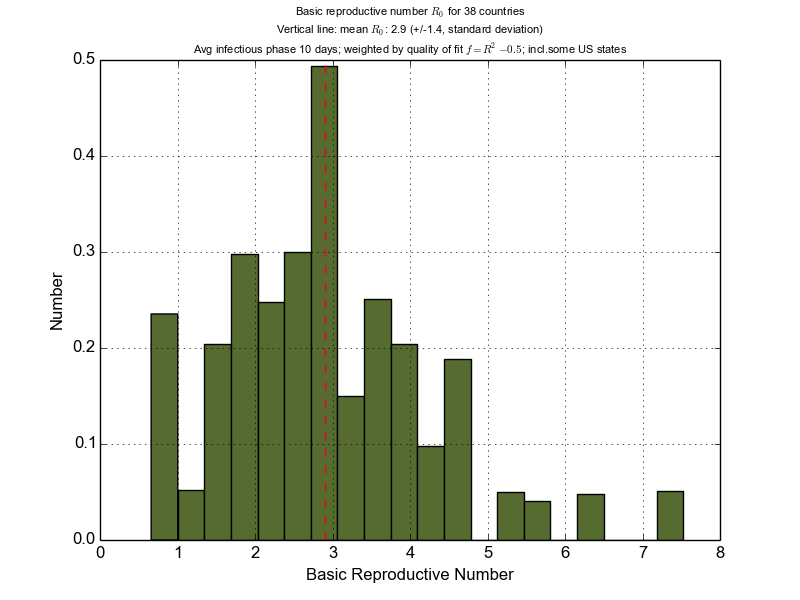 Basic reproductive number R₀ for 38 countries
Vertical line: mean R₀: 2.9 (+/-1.4, standard deviation)
Avg infectious phase 10 days; weighted by quality of fit f=R² −0.5; incl.some US states
0.5
0.4
0.3
0.2
0.1
0.0
Number
0 1 2 3 4 5 6 7 8
Basic Reproductive Number